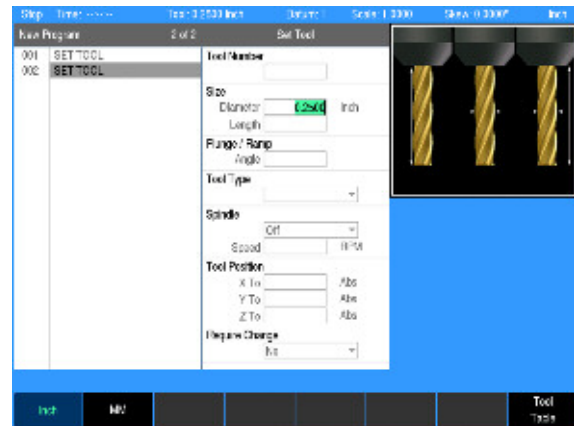 Stop Timer --:--:-- Tool: 0.2500 Inch Datum: 1 Scale: 1.0000 Skew: 0.000° Inch
New Program 2 of 2 Set Tool
001 SET TOOL
002 SET TOOL
Tool Number
Size
Diameter 0.2500 Inch
Length
Plunge / Ramp
Angle
Tool Type
Spindle
Off
Speed RPM
Tool Position
X To Abs
Y To Abs
Z To Abs
Require Change
No
Inch MM Tool Table